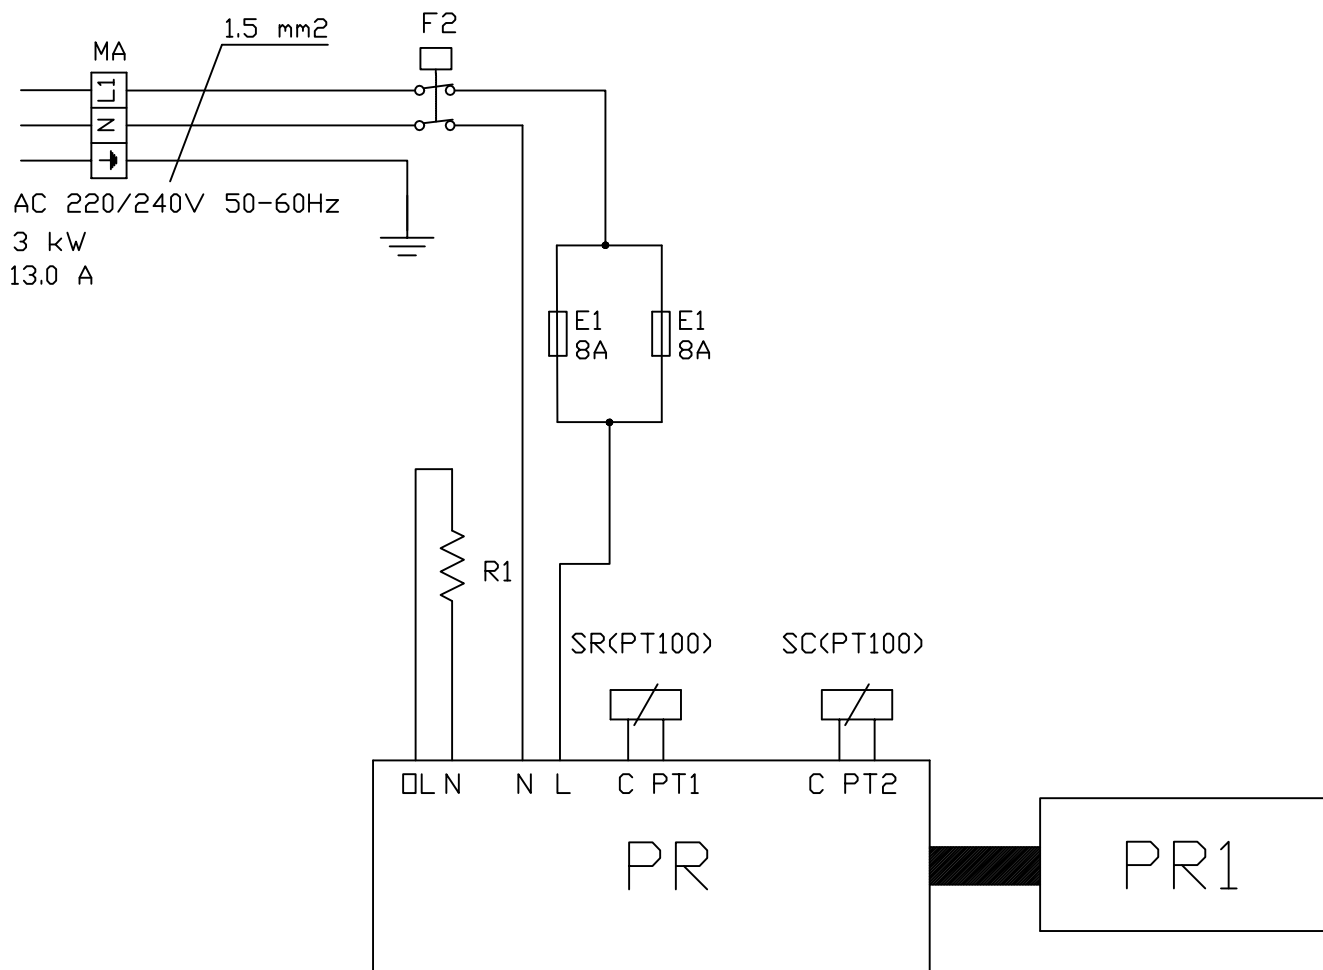 1.5 mm2
F2
MA
L1
N
AC 220/240V 50-60Hz
3 kW
13.0 A
E1
8A
E1
8A
R1
SR(PT100)
SC(PT100)
OL N N L C PT1 C PT2
PR
PR1